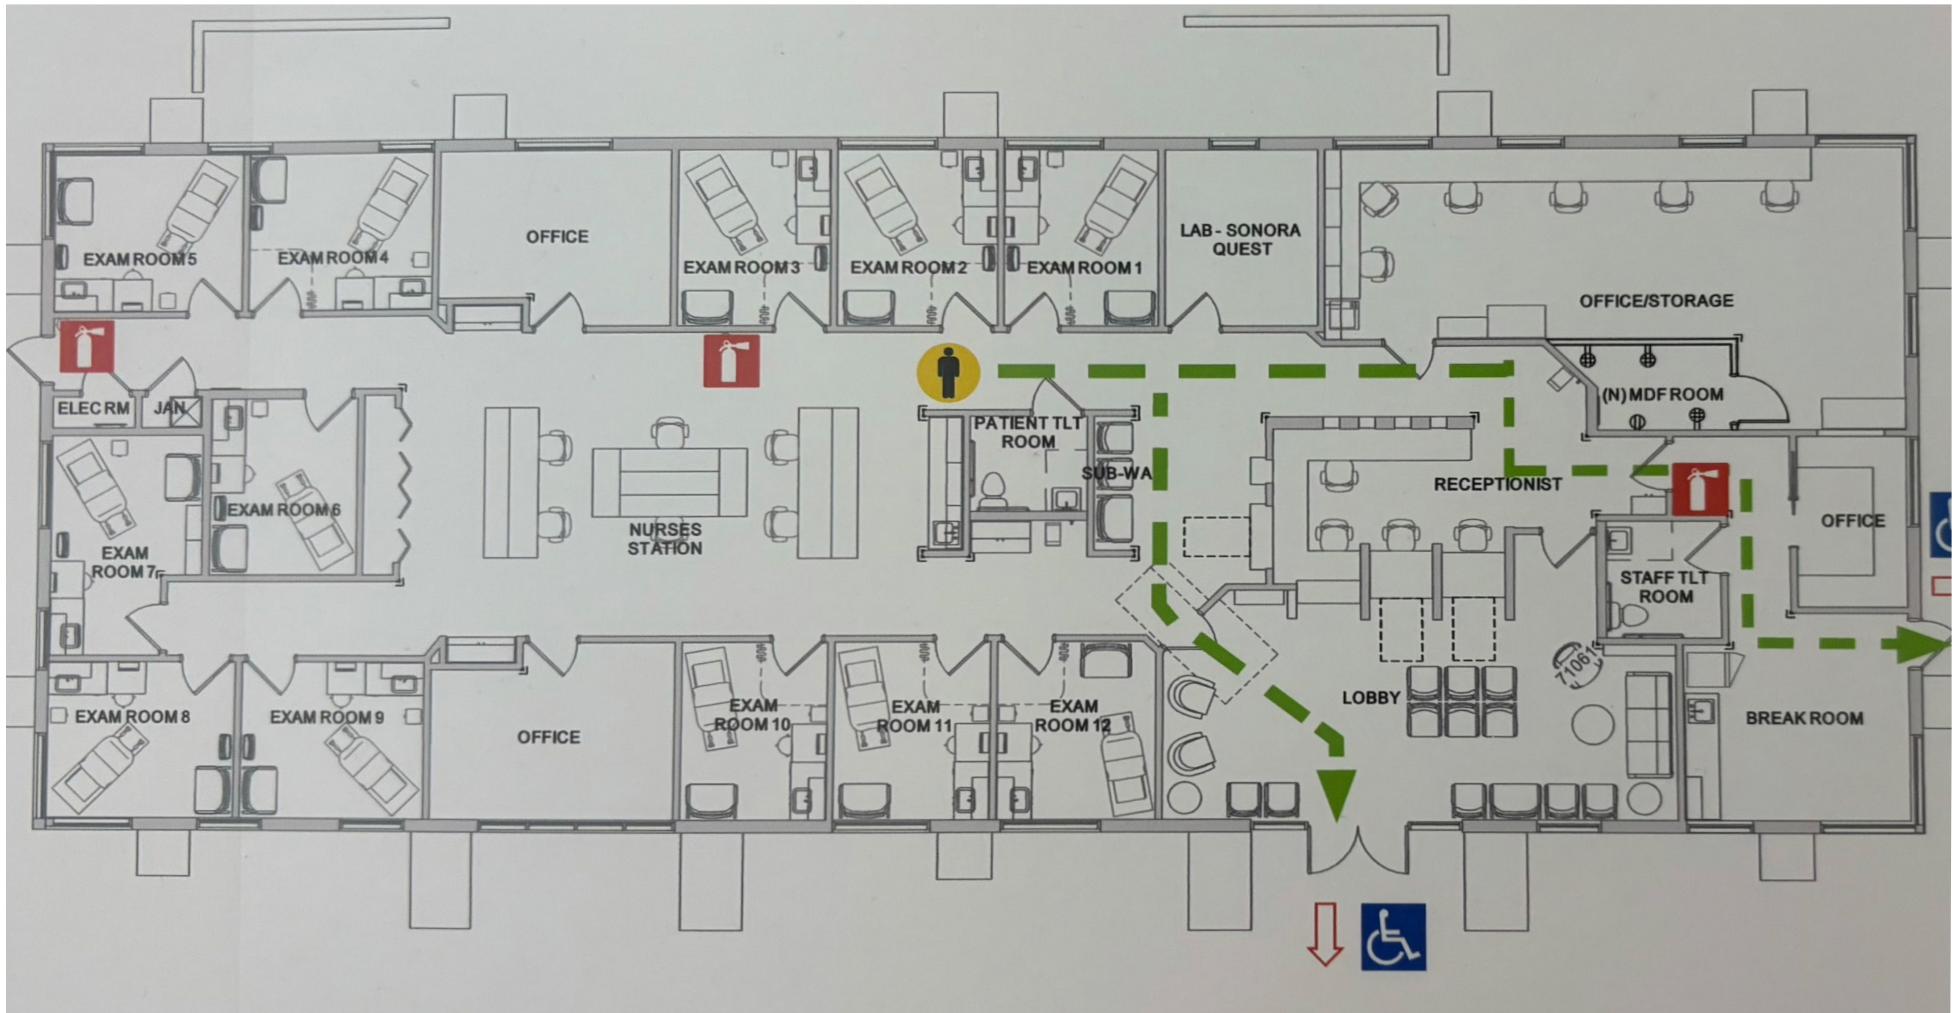 EXAM ROOM 5
EXAM ROOM 4
OFFICE
EXAM ROOM 3
EXAM ROOM 2
EXAM ROOM 1
LAB - SONORA
QUEST
OFFICE/STORAGE
ELEC RM
JAN
PATIENT TLT
ROOM
SUB-WA
(N) MDF ROOM
EXAM
ROOM 7
EXAM ROOM 6
NURSES
STATION
RECEPTIONIST
OFFICE
STAFF TLT
ROOM
EXAM ROOM 8
EXAM ROOM 9
OFFICE
EXAM
ROOM 10
EXAM
ROOM 11
EXAM
ROOM 12
LOBBY
BREAK ROOM